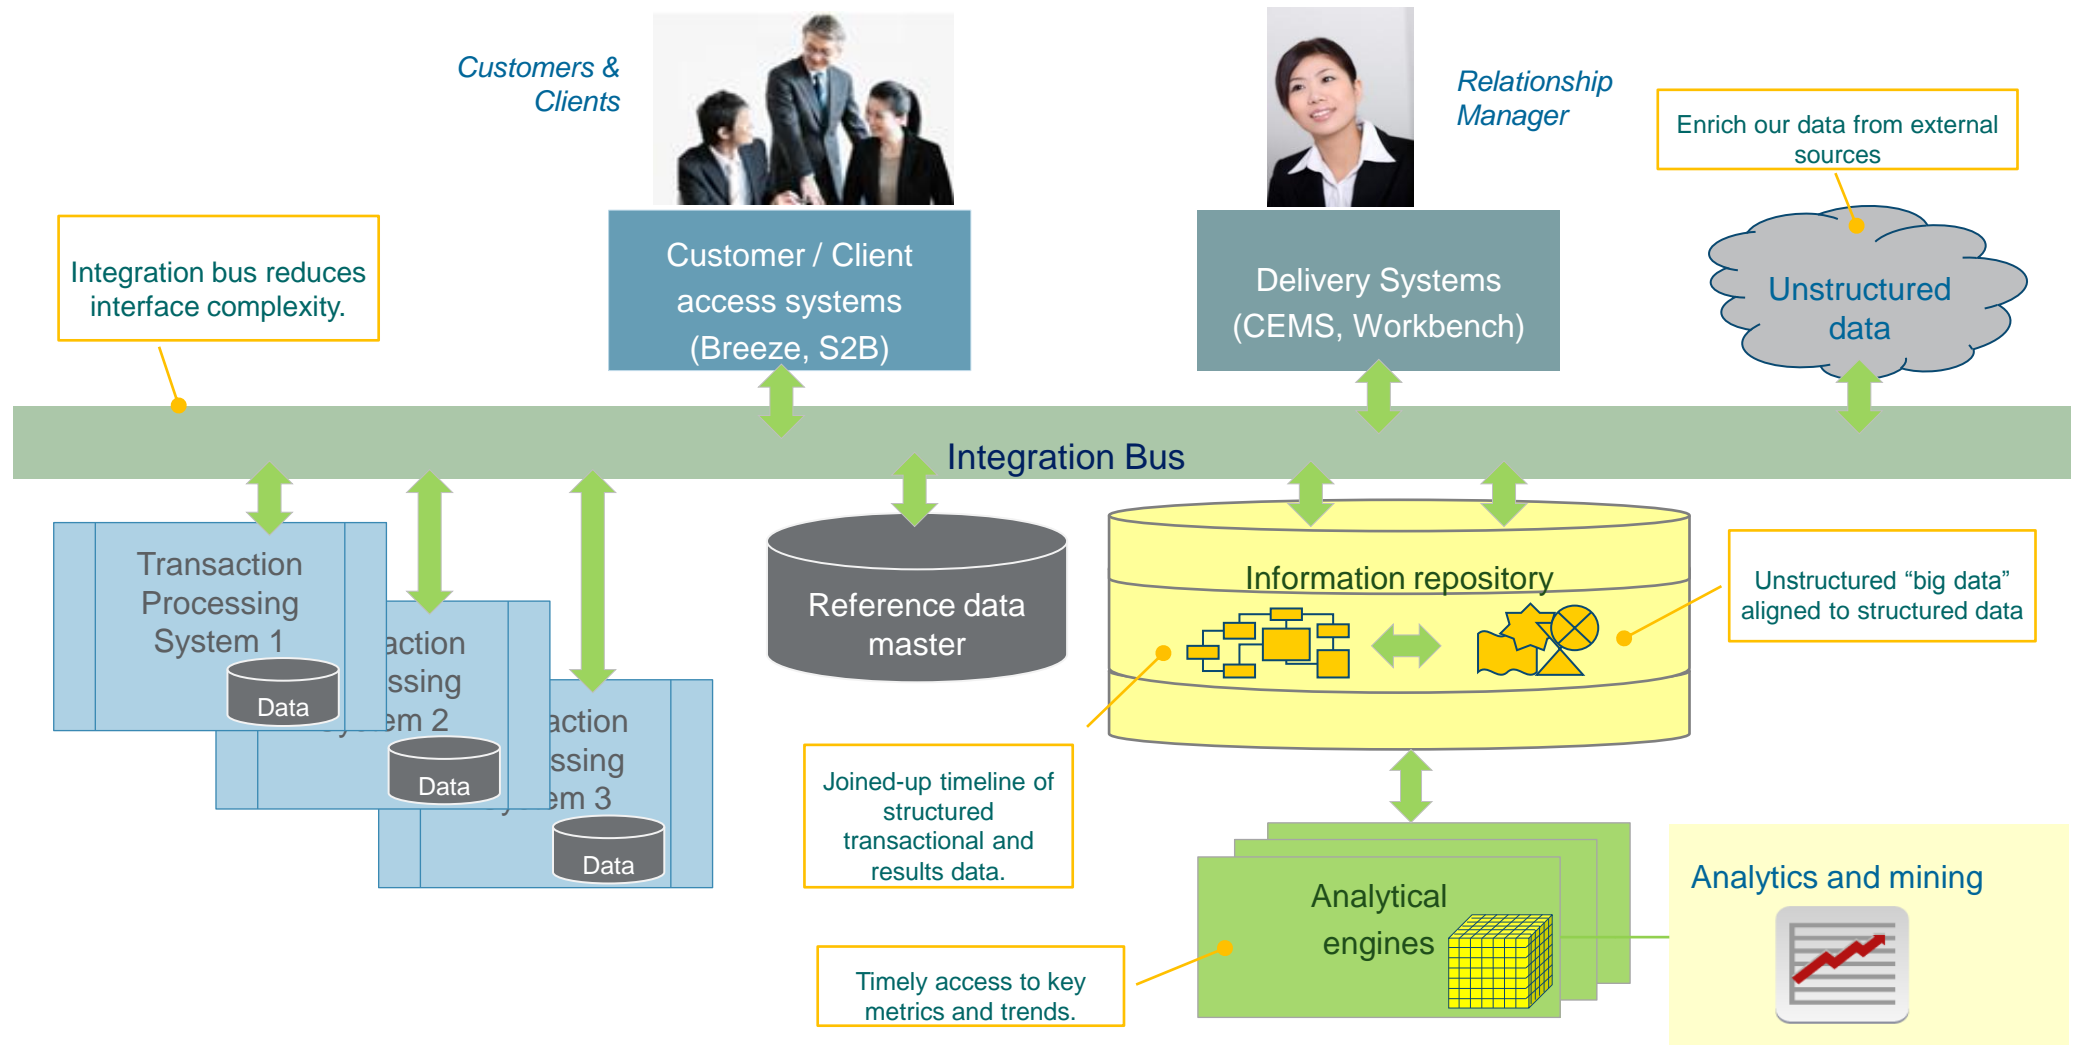 Customers &
Clients
Relationship
Manager
Enrich our data from external
sources
Integration bus reduces
interface complexity.
Customer / Client
access systems
(Breeze, S2B)
Delivery Systems
(CEMS, Workbench)
Unstructured
data
Integration Bus
Transaction
Processing
System 1
Data
action
ssing
em 2
Data
action
ssing
em 3
Data
Reference data
master
Information repository
Unstructured “big data”
aligned to structured data
Joined-up timeline of
structured
transactional and
results data.
Analytical
engines
Timely access to key
metrics and trends.
Analytics and mining